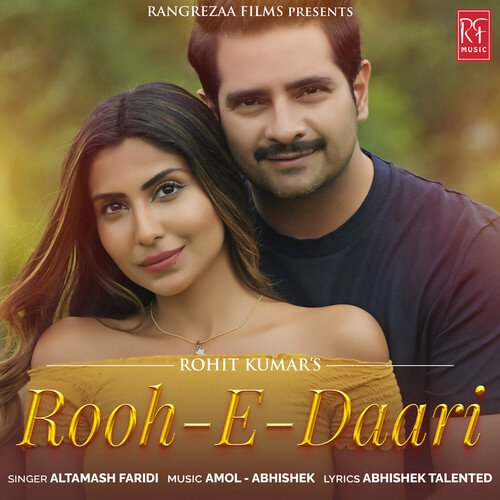 RANGREZAA FILMS PRESENTS
RF
MUSIC
ROHIT KUMAR'S
Rooh-E-Daari
SINGER ALTAMASH FARIDI MUSIC AMOL - ABHISHEK LYRICS ABHISHEK TALENTED